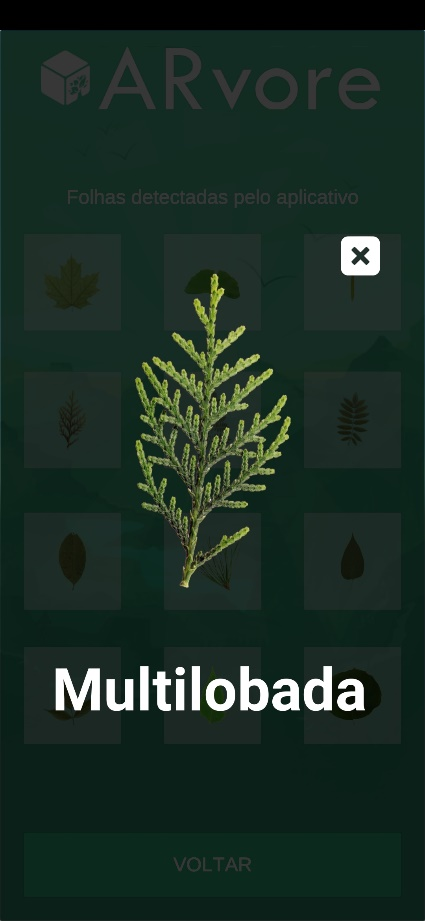 ARvore
Folhas detectadas pelo aplicativo
Multilobada
VOLTAR